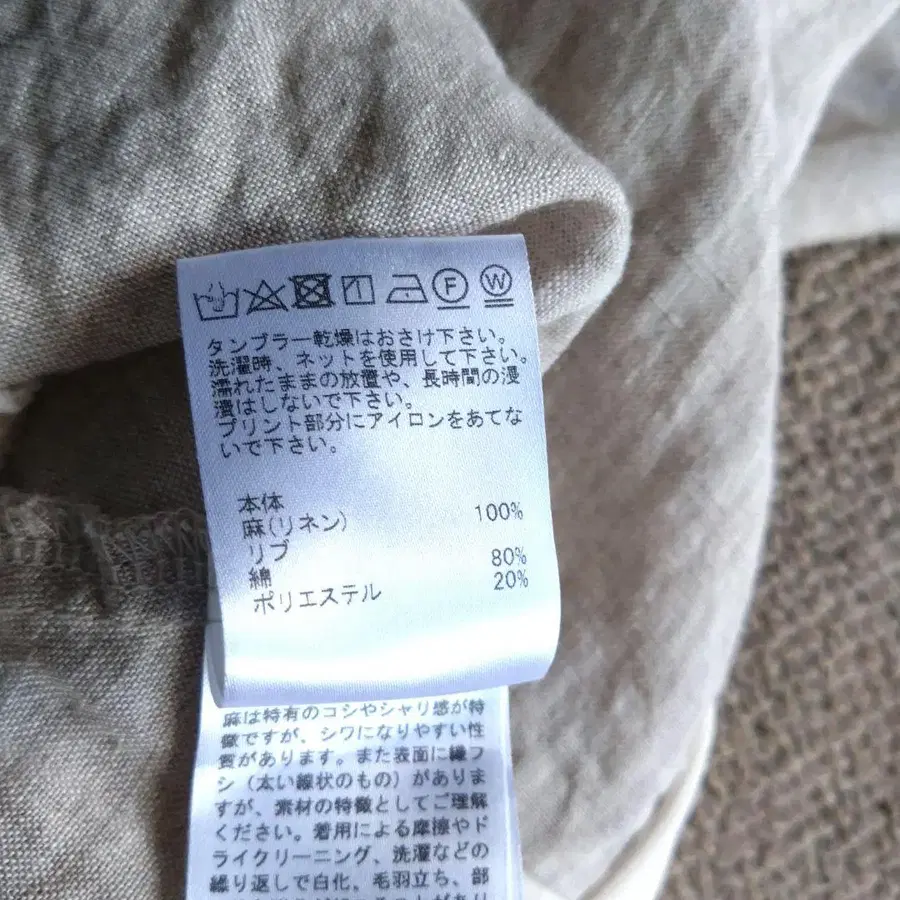 F W
タンブラー乾燥はおさけ下さい。
洗濯時、ネットを使用して下さい。
濡れたままの放置や、長時間の浸
漬はしないで下さい。
プリント部分にアイロンをあてな
いで下さい。
本体
麻(リネン) 100%
リブ
綿 80%
ポリエステル 20%
麻は特有のコシやシャリ感が特
徴ですが、シワになりやすい性
質があります。また表面に繊フ
シ（太い線状のもの）がありま
すが、素材の特徴としてご理解
ください。着用による摩擦やド
ライクリーニング、洗濯などの
繰り返しで白化、毛羽立ち、部